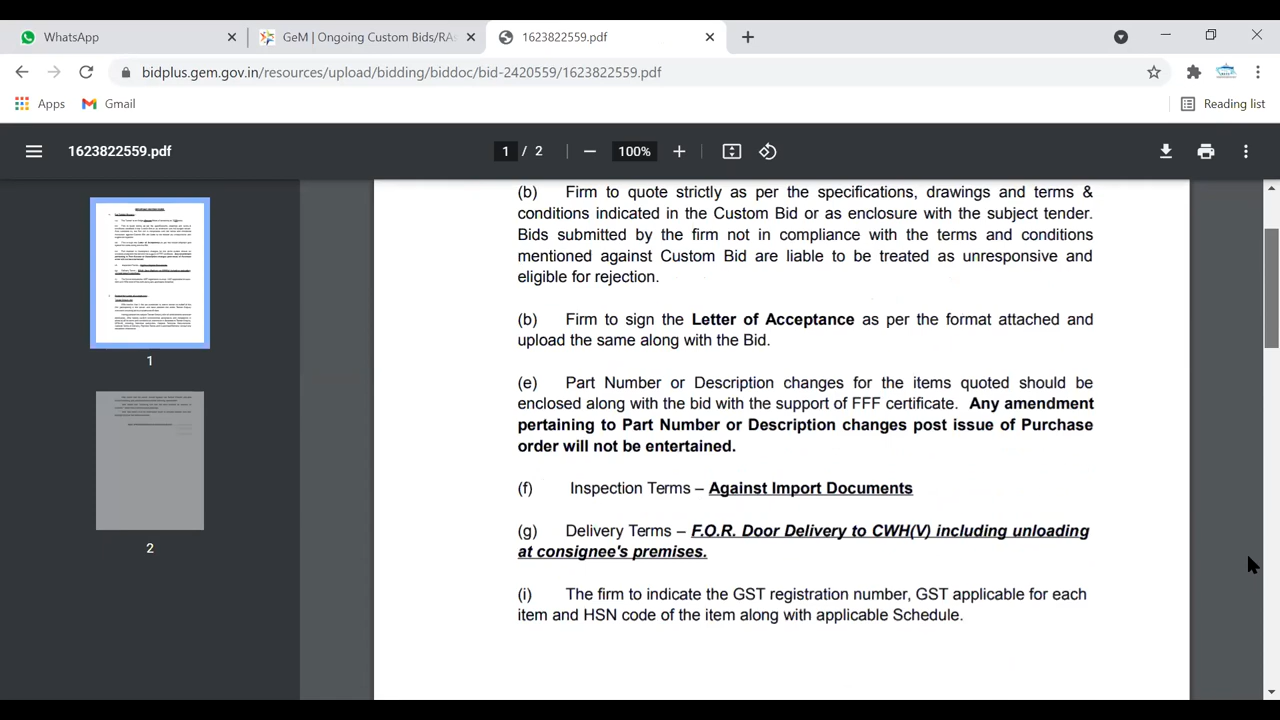 WhatsApp
GeM | Ongoing Custom Bids/RAs
1623822559.pdf
bidplus.gem.gov.in/resources/upload/bidding/biddoc/bid-2420559/1623822559.pdf
Apps
Gmail
Reading list
1623822559.pdf
1 / 2
100%
(b) Firm to quote strictly as per the specifications, drawings and terms &
conditions indicated in the Custom Bid or as enclosure with the subject tender.
Bids submitted by the firm not in compliance with the terms and conditions
mentioned against Custom Bid are liable to be treated as unresponsive and
eligible for rejection.
(b) Firm to sign the Letter of Acceptance as per the format attached and
upload the same along with the Bid.
(e) Part Number or Description changes for the items quoted should be
enclosed along with the bid with the support of FFF certificate. Any amendment
pertaining to Part Number or Description changes post issue of Purchase
order will not be entertained.
(f) Inspection Terms – Against Import Documents
(g) Delivery Terms – F.O.R. Door Delivery to CWH(V) including unloading
at consignee's premises.
(i) The firm to indicate the GST registration number, GST applicable for each
item and HSN code of the item along with applicable Schedule.
1
2